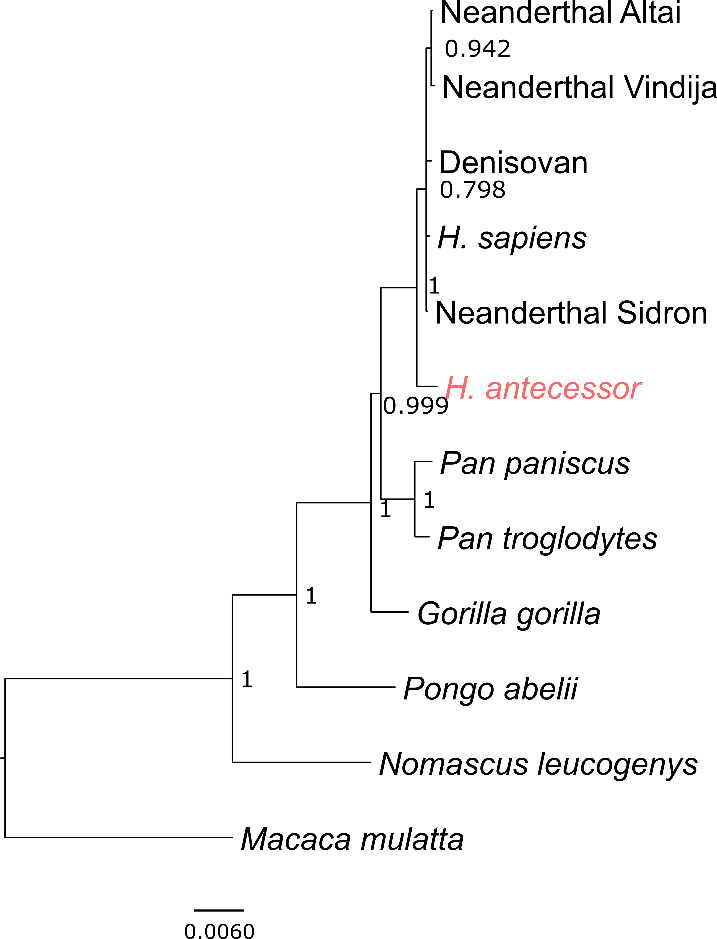 Neanderthal Altai
0.942
Neanderthal Vindija
Denisovan
0.798
H. sapiens
1
Neanderthal Sidron
H. antecessor
0.999
Pan paniscus
1
1
Pan troglodytes
1
Gorilla gorilla
1
Pongo abelii
Nomascus leucogenys
Macaca mulatta
0.0060